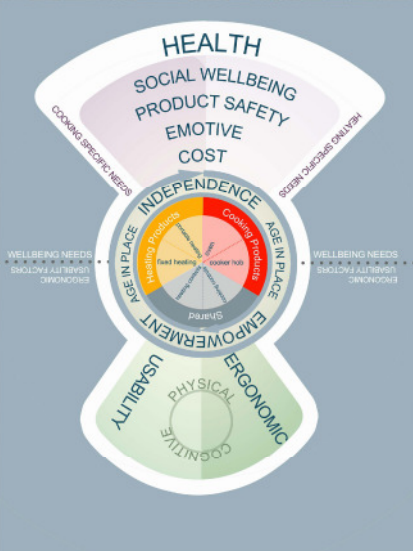 HEALTH
SOCIAL WELLBEING
PRODUCT SAFETY
EMOTIVE
COST
COOKING SPECIFIC NEEDS
HEATING SPECIFIC NEEDS
INDEPENDENCE
AGE IN PLACE
AGE IN PLACE
Heating Products
Cooking Products
portable heating
fixed heating
cooker hob
Shared
WELLBEING NEEDS
WELLBEING NEEDS
USABILITY FACTORS
ERGONOMIC
USABILITY FACTORS
ERGONOMIC
EMPOWERMENT
USABILITY
ERGONOMIC
PHYSICAL
COGNITIVE